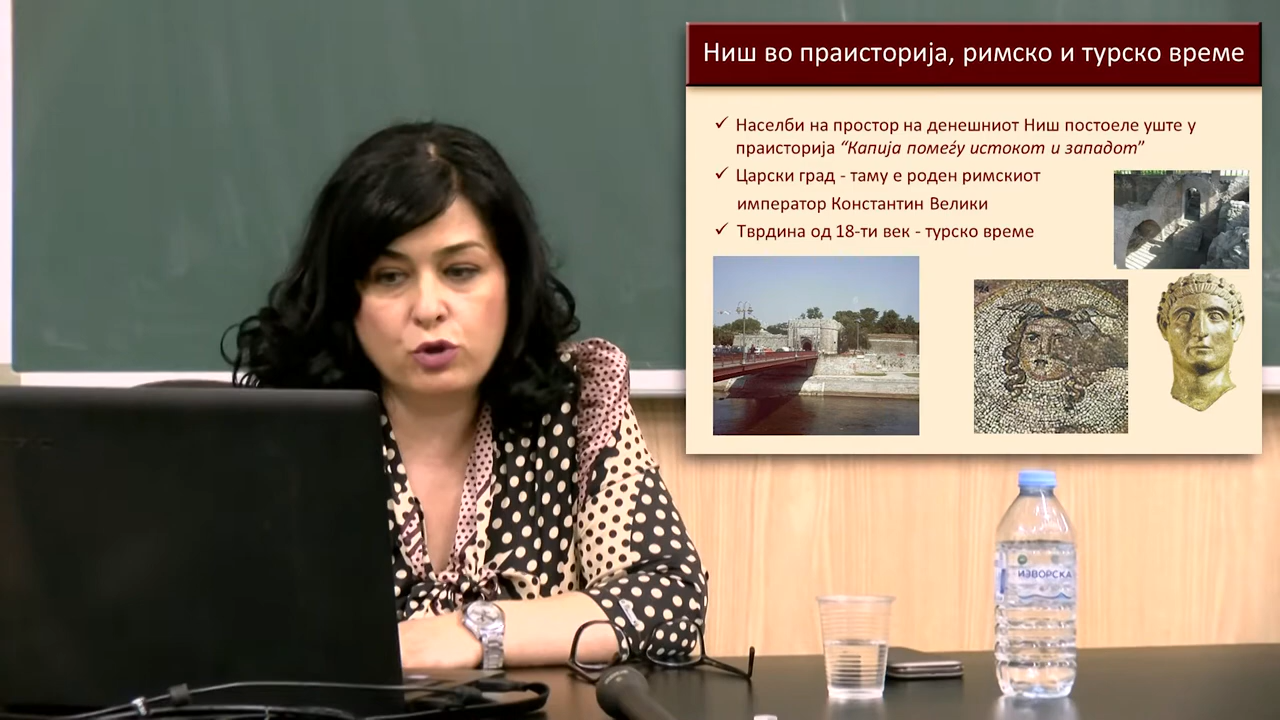 Ниш во праисторија, римско и турско време
Населби на простор на денешниот Ниш постоеле уште у
праисторија “Капија помеѓу истокот и западот”
Царски град - таму е роден римскиот
император Константин Велики
Тврдина од 18-ти век - турско време
ИЗВОРСКА